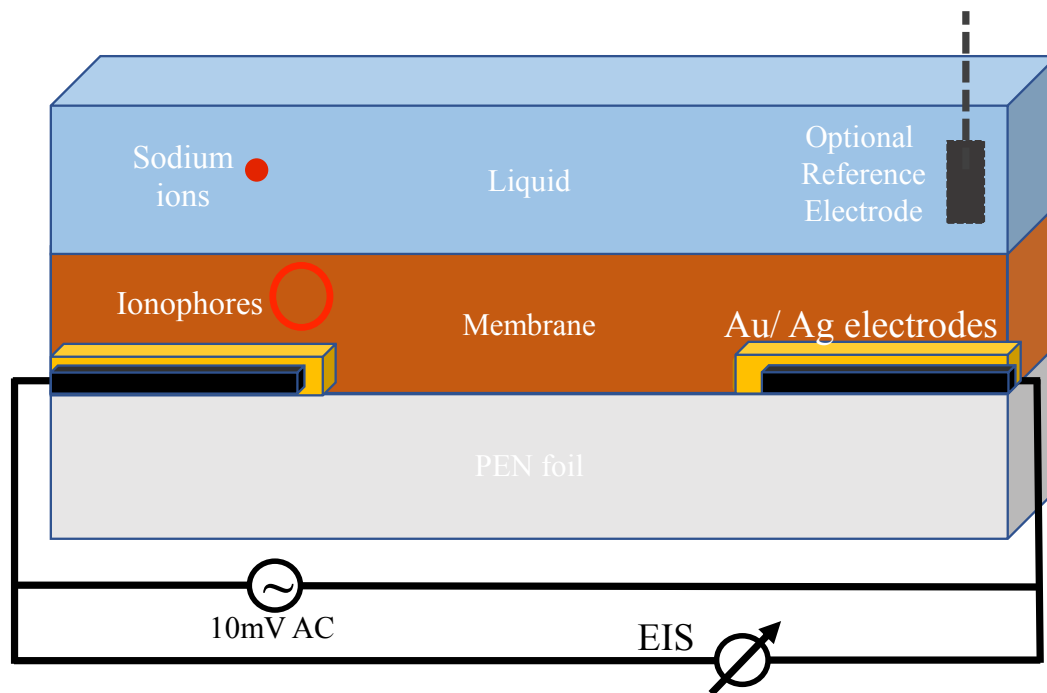 Sodium
ions
Liquid
Optional
Reference
Electrode
Ionophores
Membrane
Au/ Ag electrodes
PEN foil
10mV AC
EIS